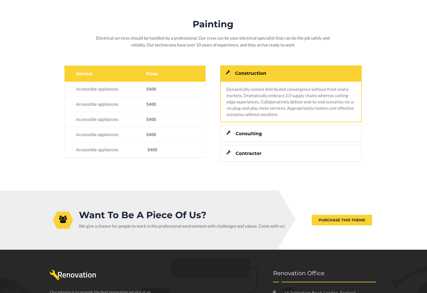 Painting
Electrical services should be handled by a professional. Our crew can be your electrical specialist that can do the job safely and
reliably. Our technicians have over 10 years of experience, and they arrive ready to work
Service Price
Accessible appliances $400
Accessible appliances $400
Accessible appliances $400
Accessible appliances $400
Accessible appliances $400
Construction
Dynamically restore distributed convergence without front-end e-
markets. Dramatically embrace 2.0 supply chains whereas cutting-
edge experiences. Collaboratively deliver end-to-end scenarios vis-a-
vis plug-and-play meta-services. Appropriately restore cost effective
scenarios without excellent.
Consulting
Contractor
Want To Be A Piece Of Us?
We give a chance for people to work in the professional environment with challenges and values. Come with us!
PURCHASE THIS THEME
Renovation
Renovation Office